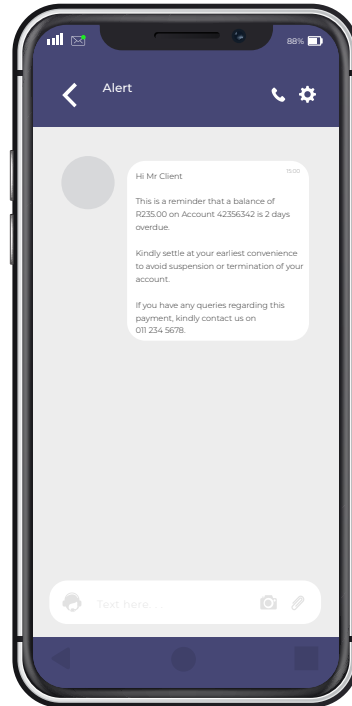 88%
Alert
15:00
Hi Mr Client
This is a reminder that a balance of
R235.00 on Account 42356342 is 2 days
overdue.
Kindly settle at your earliest convenience
to avoid suspension or termination of your
account.
If you have any queries regarding this
payment, kindly contact us on
011 234 5678.
Text here. . .